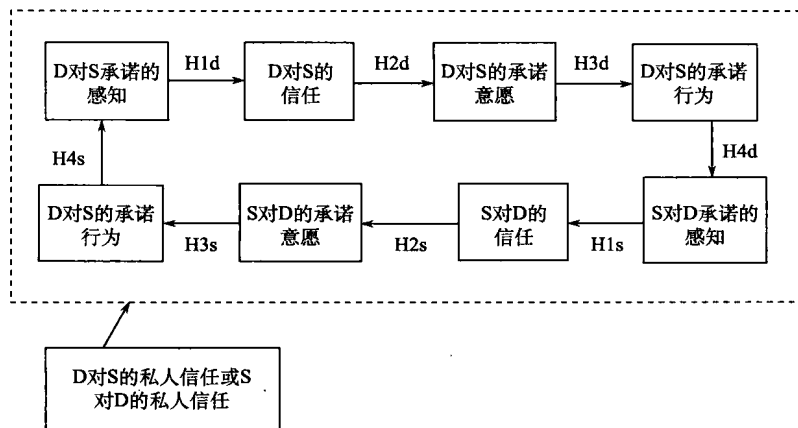 D对S承诺的
感知
H1d
D对S的
信任
H2d
D对S的承诺
意愿
H3d
D对S的承诺
行为
H4s
H4d
D对S的承诺
行为
H3s
S对D的承诺
意愿
H2s
S对D的
信任
H1s
S对D承诺的
感知
D对S的私人信任或S
对D的私人信任